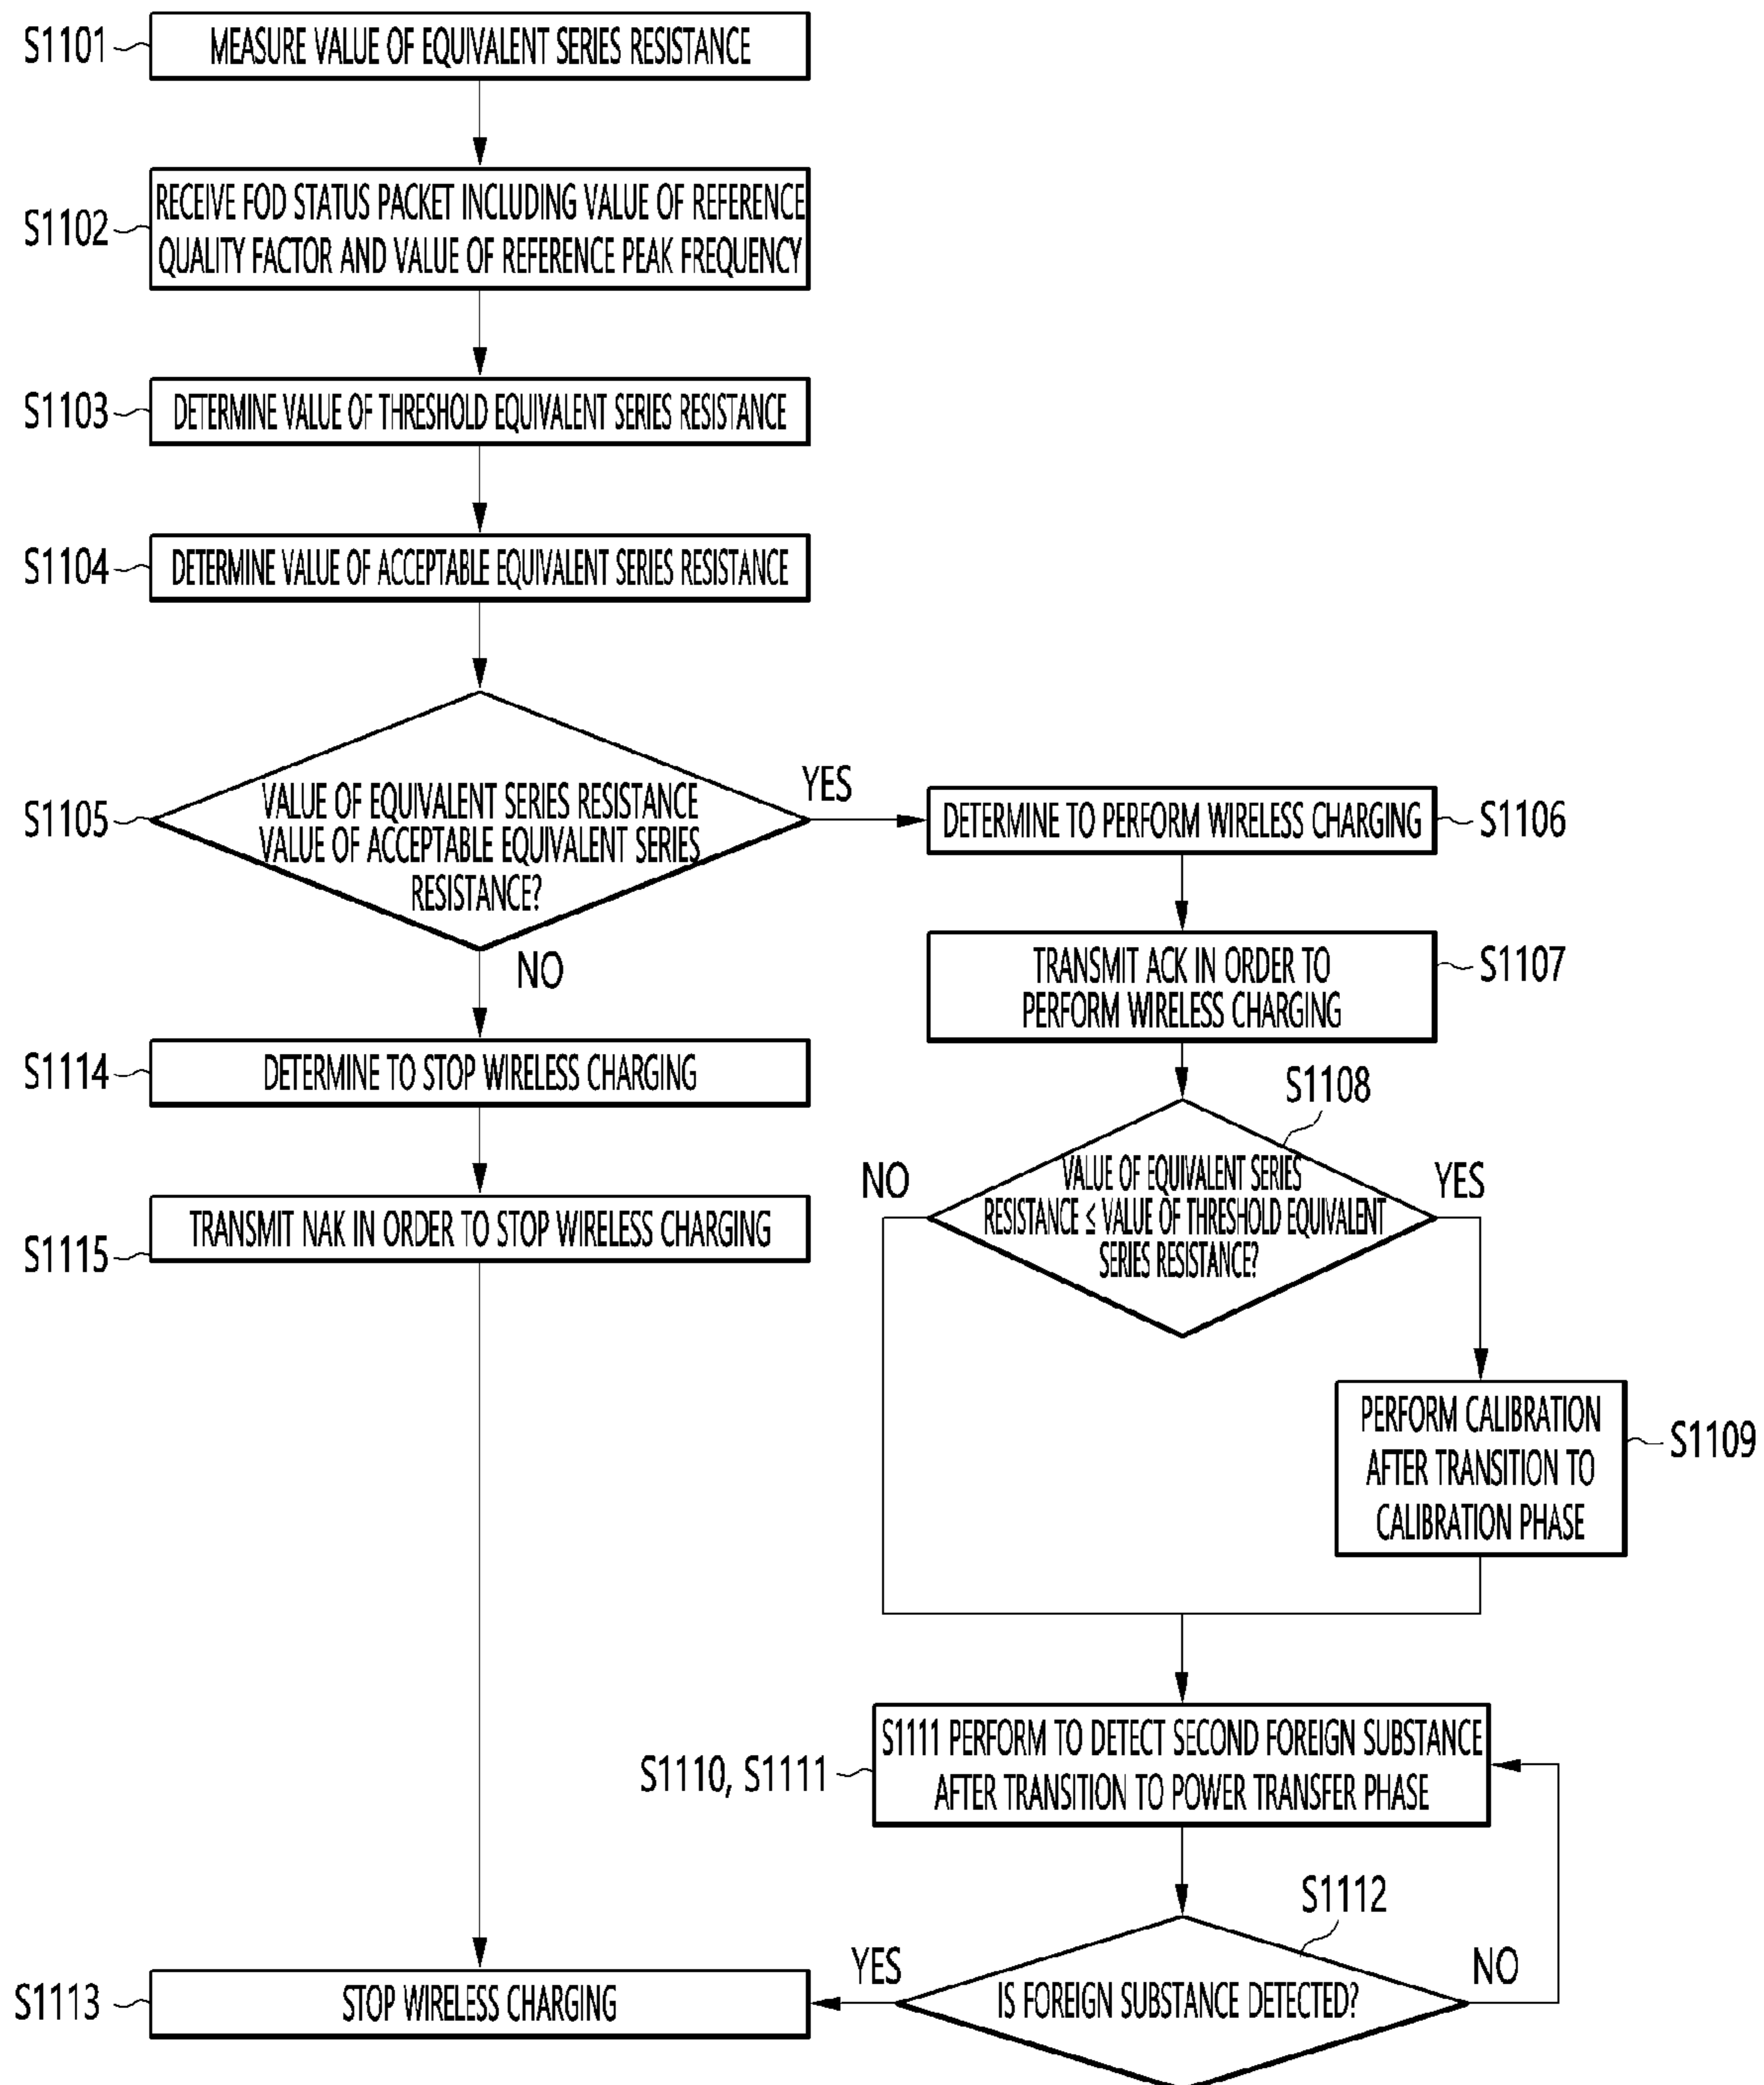 S1101
MEASURE VALUE OF EQUIVALENT SERIES RESISTANCE
S1102
RECEIVE FOD STATUS PACKET INCLUDING VALUE OF REFERENCE
QUALITY FACTOR AND VALUE OF REFERENCE PEAK FREQUENCY
S1103
DETERMINE VALUE OF THRESHOLD EQUIVALENT SERIES RESISTANCE
S1104
DETERMINE VALUE OF ACCEPTABLE EQUIVALENT SERIES RESISTANCE
S1105
VALUE OF EQUIVALENT SERIES RESISTANCE
VALUE OF ACCEPTABLE EQUIVALENT SERIES
RESISTANCE?
YES
NO
DETERMINE TO PERFORM WIRELESS CHARGING
S1106
TRANSMIT ACK IN ORDER TO
PERFORM WIRELESS CHARGING
S1107
S1114
DETERMINE TO STOP WIRELESS CHARGING
S1115
TRANSMIT NAK IN ORDER TO STOP WIRELESS CHARGING
S1108
NO
VALUE OF EQUIVALENT SERIES
RESISTANCE ≤ VALUE OF THRESHOLD EQUIVALENT
SERIES RESISTANCE?
YES
PERFORM CALIBRATION
AFTER TRANSITION TO
CALIBRATION PHASE
S1109
S1110, S1111
S1111 PERFORM TO DETECT SECOND FOREIGN SUBSTANCE
AFTER TRANSITION TO POWER TRANSFER PHASE
S1112
YES
IS FOREIGN SUBSTANCE DETECTED?
NO
S1113
STOP WIRELESS CHARGING